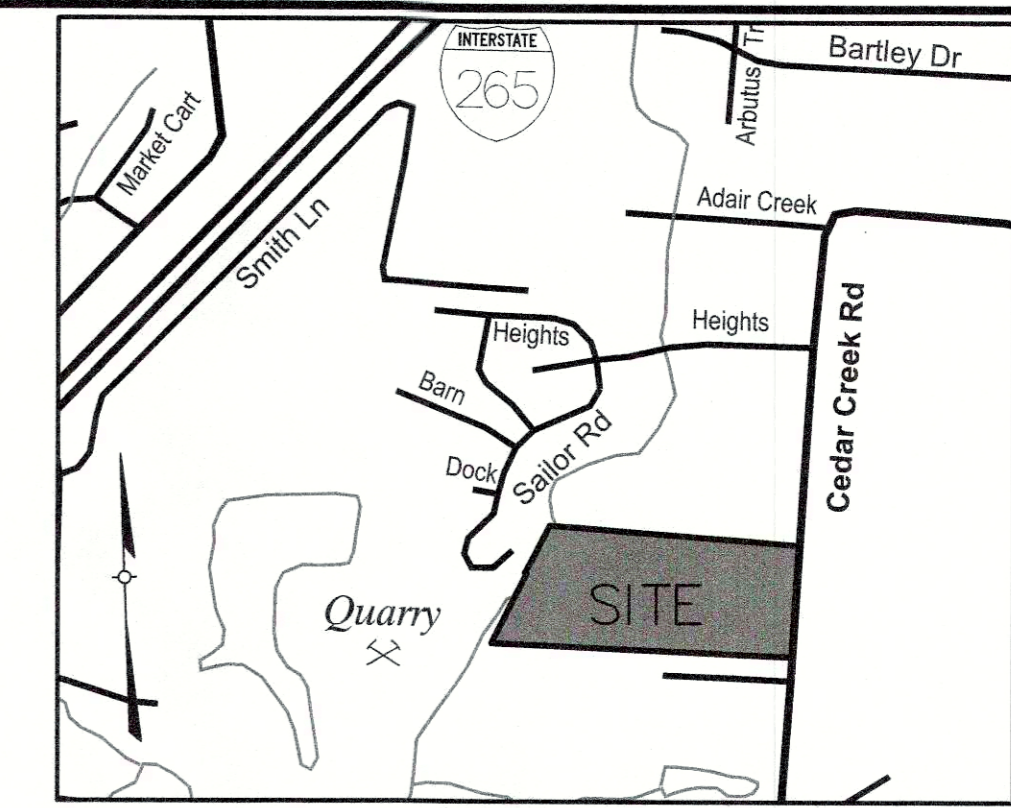 INTERSTATE
265
Bartley Dr
Arbutus Tr
Market Cart
Smith Ln
Adair Creek
Heights
Heights
Cedar Creek Rd
Barn
Sailor Rd
Dock
SITE
Quarry